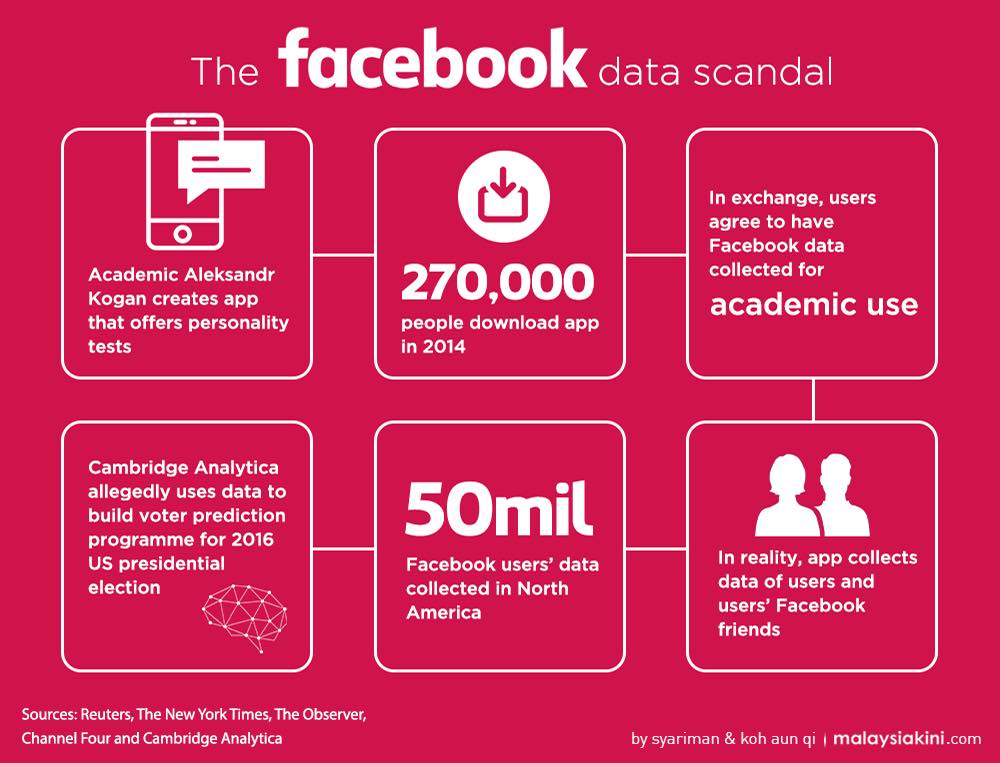 The facebook data scandal
Academic Aleksandr
Kogan creates app
that offers personality
tests
270,000
people download app
in 2014
In exchange, users
agree to have
Facebook data
collected for
academic use
In reality, app collects
data of users and
users' Facebook
friends
50mil
Facebook users' data
collected in North
America
Cambridge Analytica
allegedly uses data to
build voter prediction
programme for 2016
US presidential
election
Sources: Reuters, The New York Times, The Observer,
Channel Four and Cambridge Analytica
by syariman & koh aun qi | malaysiakini.com